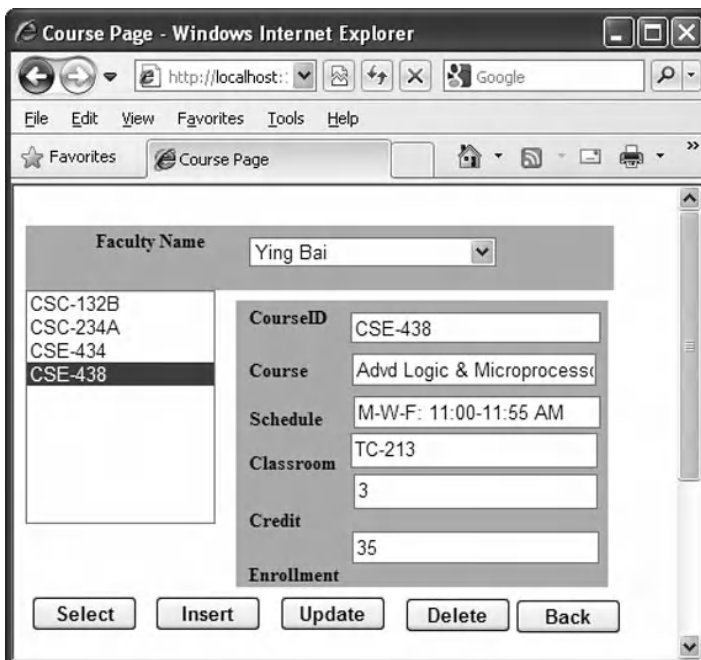 Course Page - Windows Internet Explorer
http://localhost::
Google
File Edit View Favorites Tools Help
Favorites
Course Page
»
Faculty Name
Ying Bai
CSC-132B
CSC-234A
CSE-434
CSE-438
CourseID
CSE-438
Course
Advd Logic & Microprocesso
Schedule
M-W-F: 11:00-11:55 AM
Classroom
TC-213
3
Credit
35
Enrollment
Select Insert Update Delete Back